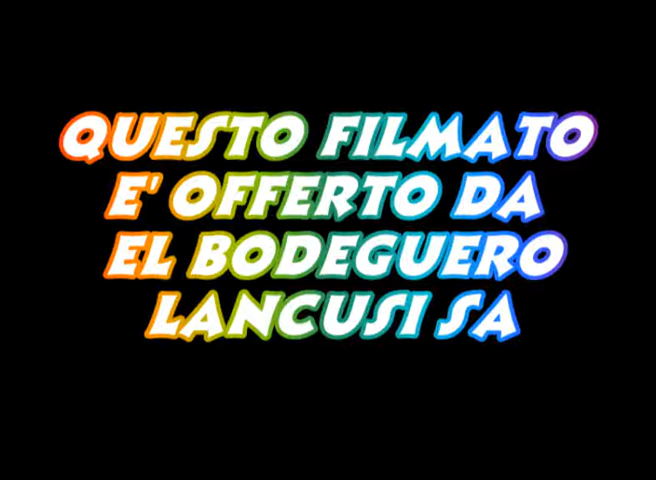 QUESTO FILMATO
E' OFFERTO DA
EL BODEGUERO
LANCUSI SA